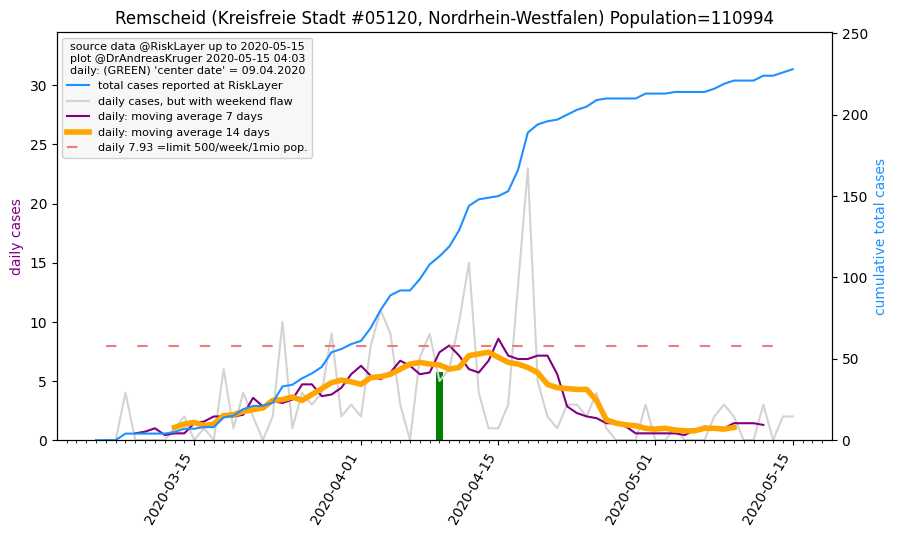 Remscheid (Kreisfreie Stadt #05120, Nordrhein-Westfalen) Population=110994
source data @RiskLayer up to 2020-05-15
plot @DrAndreasKruger 2020-05-15 04:03
daily: (GREEN) 'center date' = 09.04.2020
total cases reported at RiskLayer
daily cases, but with weekend flaw
daily: moving average 7 days
daily: moving average 14 days
daily 7.93 =limit 500/week/1mio pop.
daily cases
30
25
20
15
10
5
0
cumulative total cases
250
200
150
100
50
0
2020-03-15
2020-04-01
2020-04-15
2020-05-01
2020-05-15